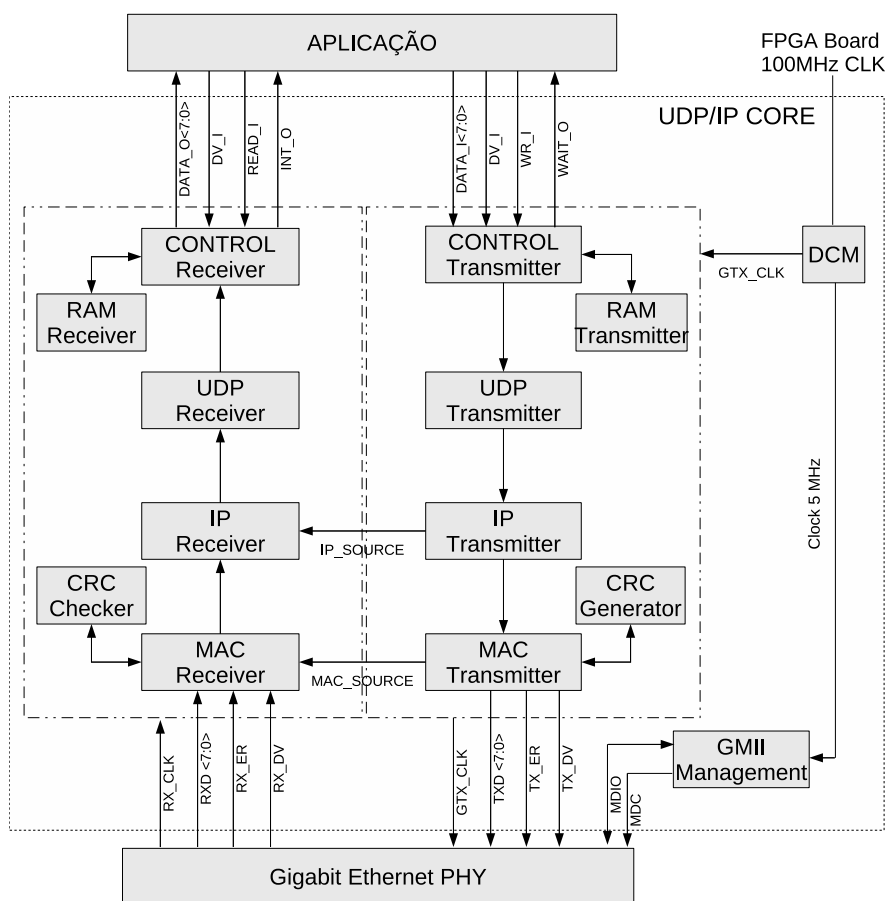 APLICAÇÃO
FPGA Board
100MHz CLK
UDP/IP CORE
DATA_O<7:0>
DV_I
READ_I
INT_O
DATA_I<7:0>
DV_I
WR_I
WAIT_O
CONTROL
Receiver
CONTROL
Transmitter
DCM
GTX_CLK
RAM
Receiver
RAM
Transmitter
UDP
Receiver
UDP
Transmitter
IP
Receiver
IP_SOURCE
IP
Transmitter
Clock 5 MHz
CRC
Checker
CRC
Generator
MAC
Receiver
MAC_SOURCE
MAC
Transmitter
GMII
Management
RX_CLK
RXD <7:0>
RX_ER
RX_DV
GTX_CLK
TXD <7:0>
TX_ER
TX_DV
MDIO
MDC
Gigabit Ethernet PHY